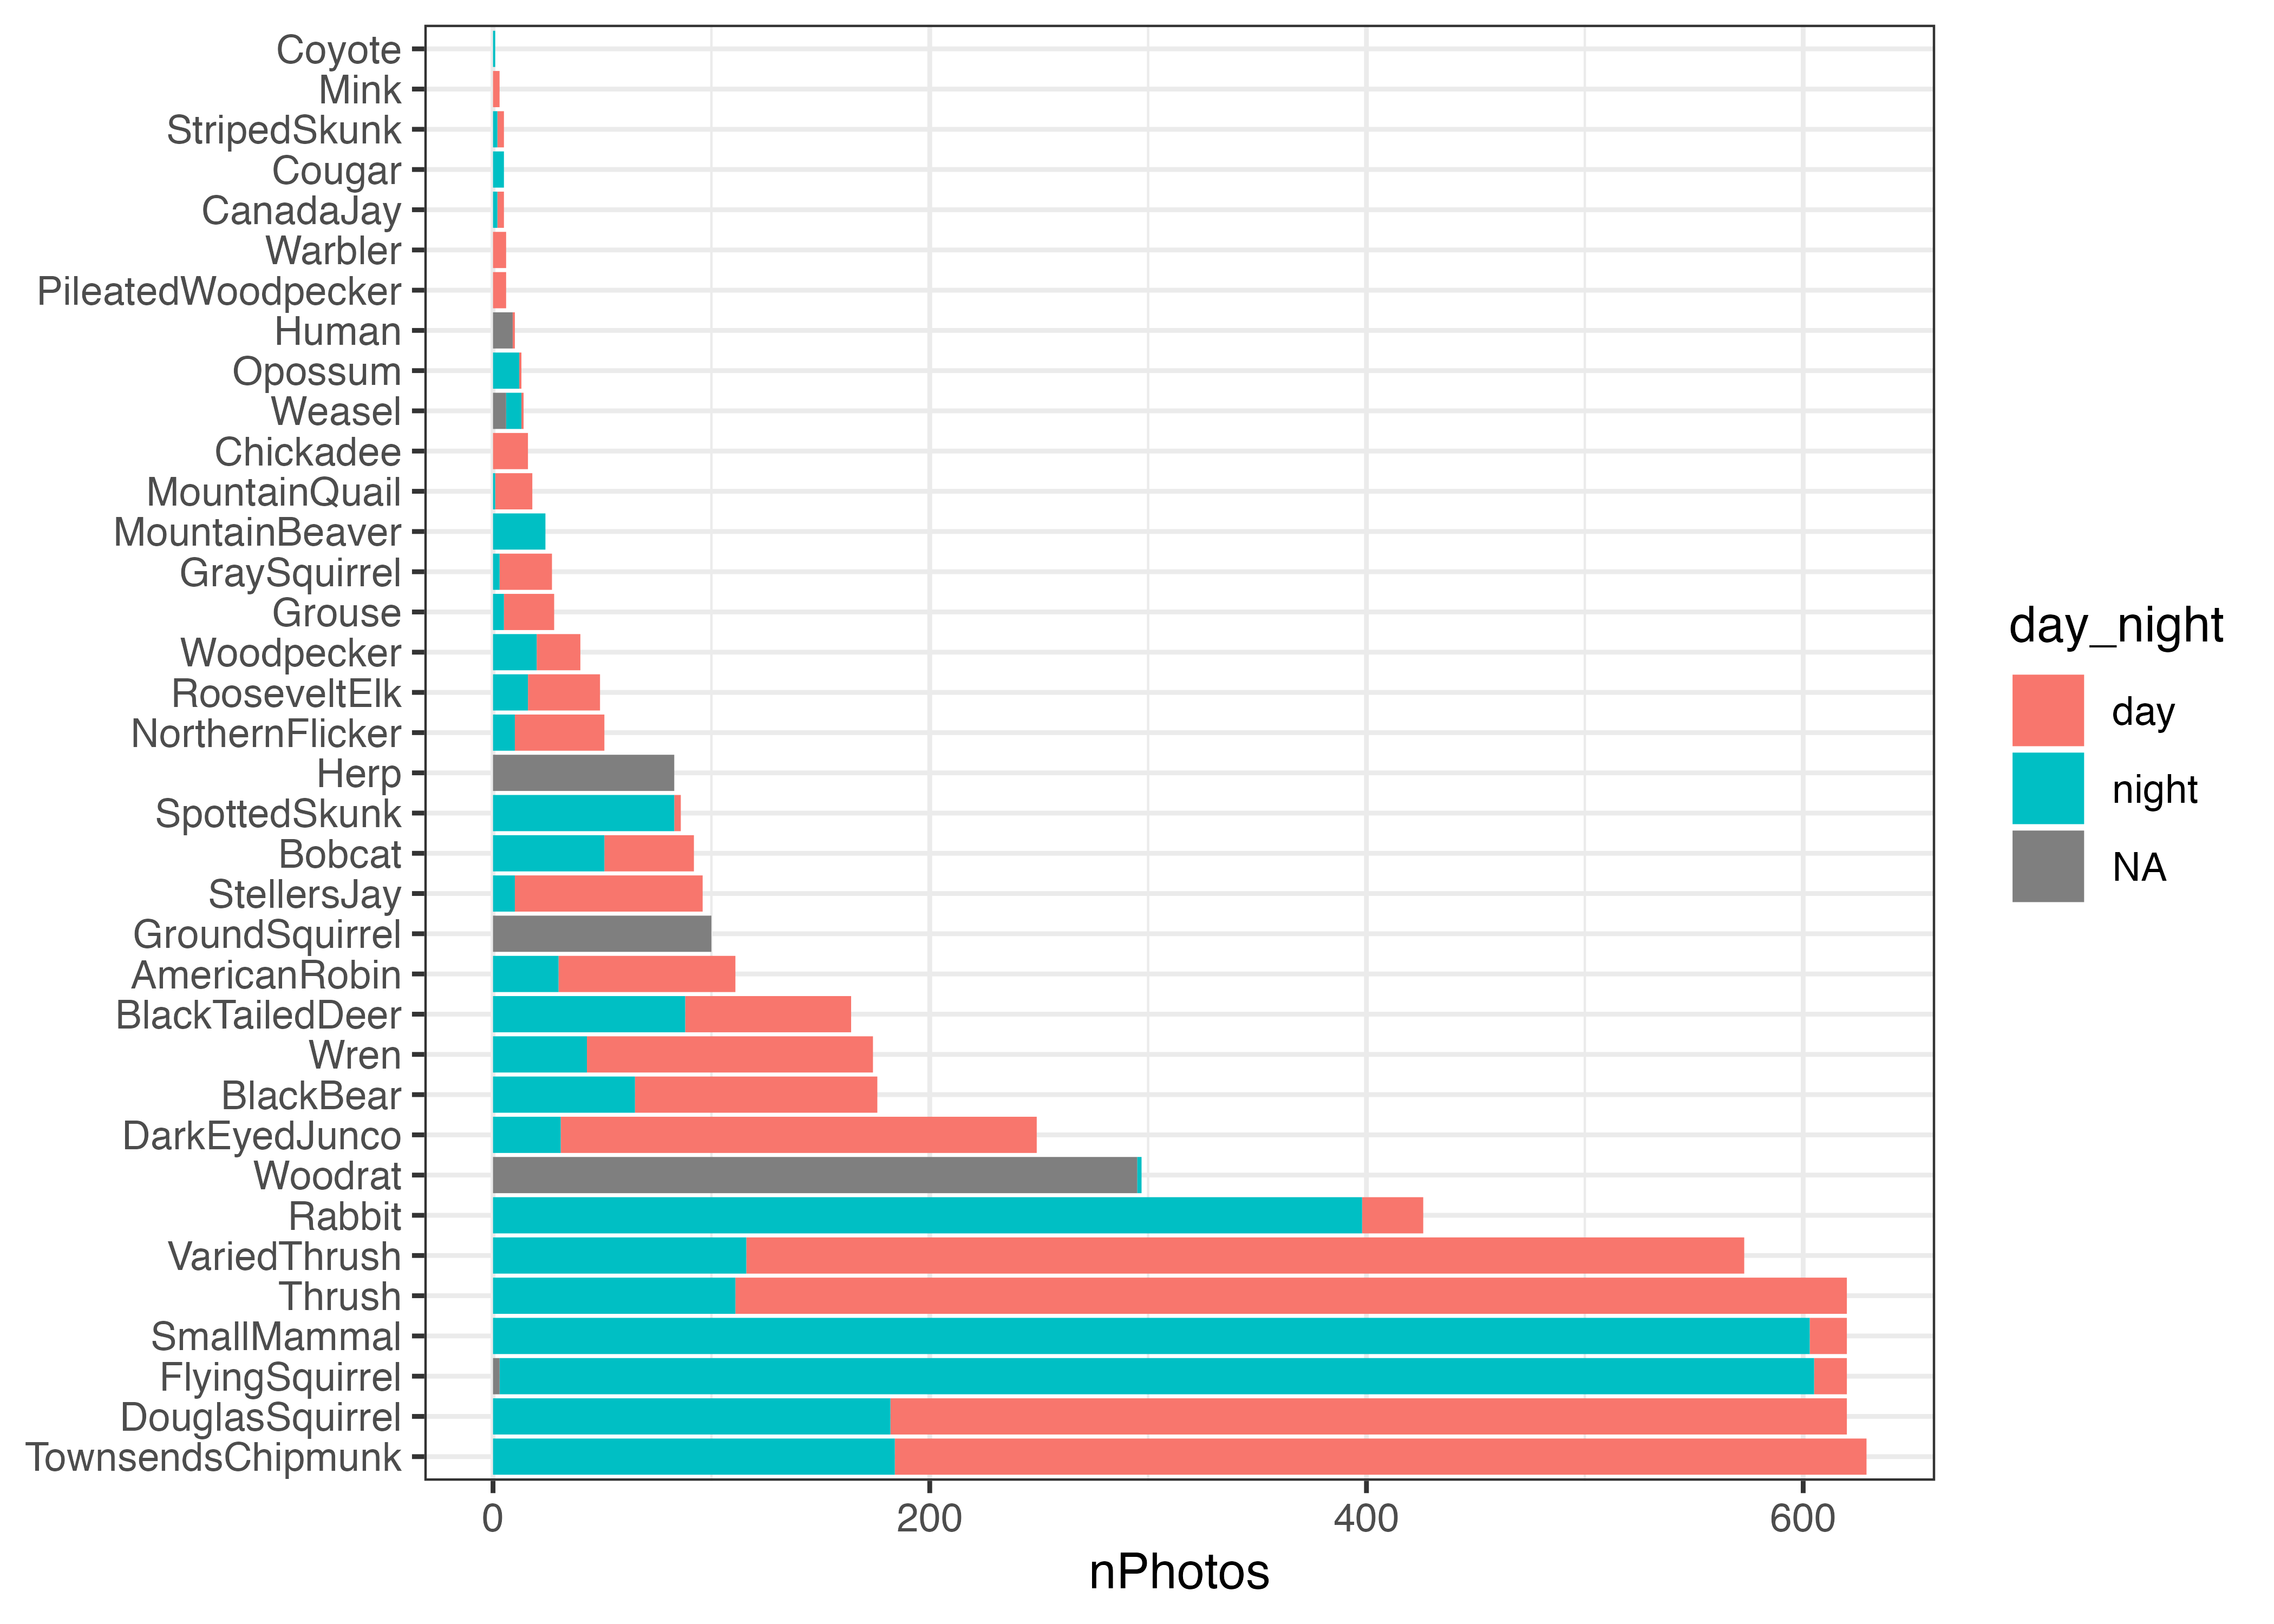 Coyote
Mink
StripedSkunk
Cougar
CanadaJay
Warbler
PileatedWoodpecker
Human
Opossum
Weasel
Chickadee
MountainQuail
MountainBeaver
GraySquirrel
Grouse
Woodpecker
RooseveltElk
NorthernFlicker
Herp
SpottedSkunk
Bobcat
StellersJay
GroundSquirrel
AmericanRobin
BlackTailedDeer
Wren
BlackBear
DarkEyedJunco
Woodrat
Rabbit
VariedThrush
Thrush
SmallMammal
FlyingSquirrel
DouglasSquirrel
TownsendsChipmunk
0 200 400 600
nPhotos
day_night
day
night
NA